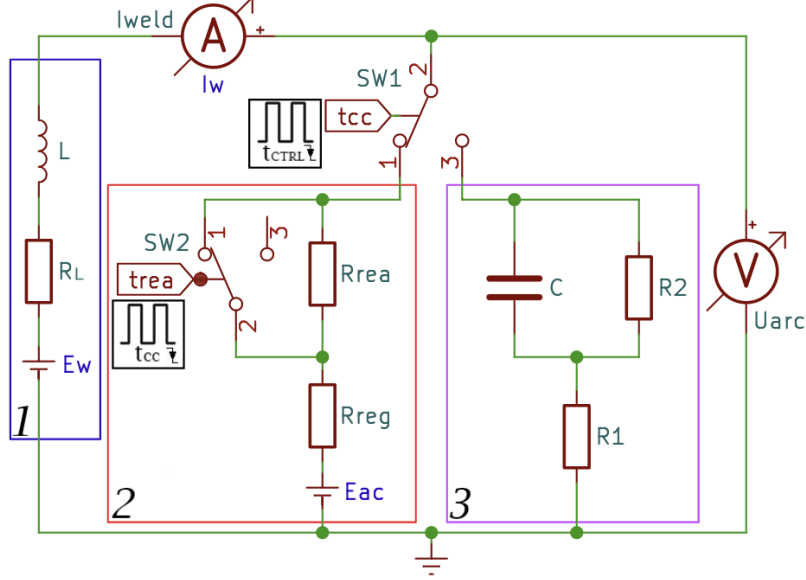 Iweld
A
+
Iw
SW1
2
tcc
tCTRL
1
3
L
RL
Ew
1
SW2
1
3
trea
tcc
2
Rrea
Rreg
Eac
2
C
R2
R1
3
+
V
Uarc